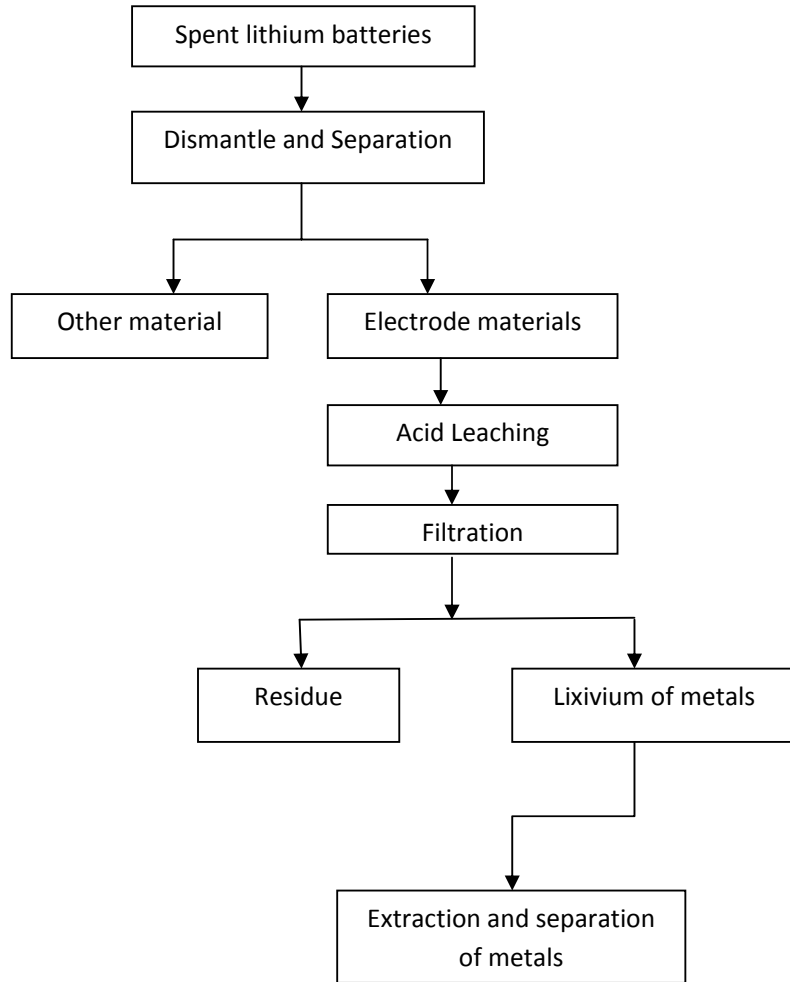 Spent lithium batteries
Dismantle and Separation
Other material
Electrode materials
Acid Leaching
Filtration
Residue
Lixivium of metals
Extraction and separation
of metals